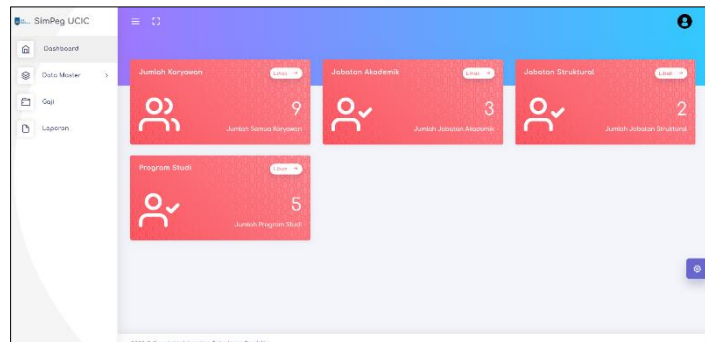 SimPeg UCIC
Dashboard
Data Master
Gaji
Laporan
Jumlah Karyawan
Lihat
9
Jumlah Semua Karyawan
Jabatan Akademik
Lihat
3
Jumlah Jabatan Akademik
Jabatan Struktural
Lihat
2
Jumlah Jabatan Struktural
Program Studi
Lihat
5
Jumlah Program Studi